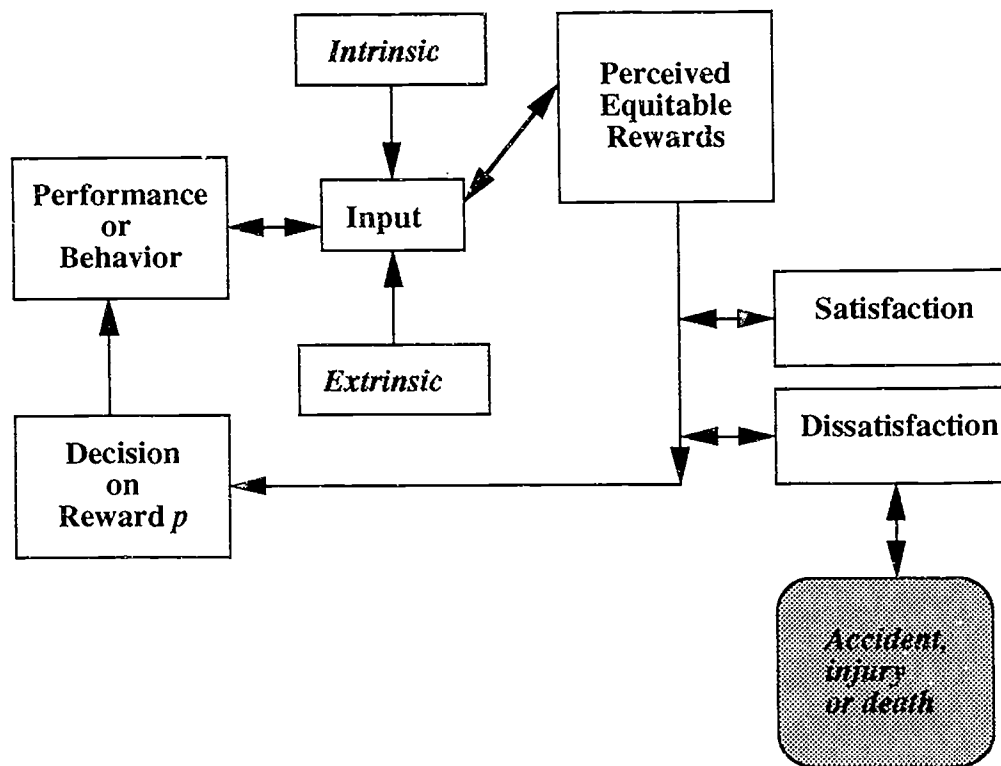 Intrinsic
Perceived
Equitable
Rewards
Performance
or
Behavior
Input
Satisfaction
Extrinsic
Dissatisfaction
Decision
on
Reward p
Accident,
injury
or death